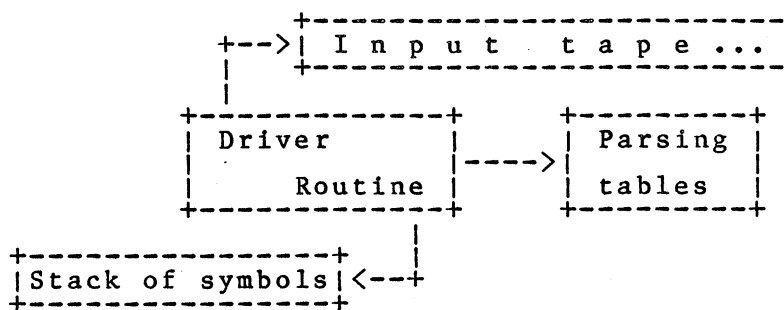 Input tape...
Driver
Routine
Parsing
tables
Stack of symbols